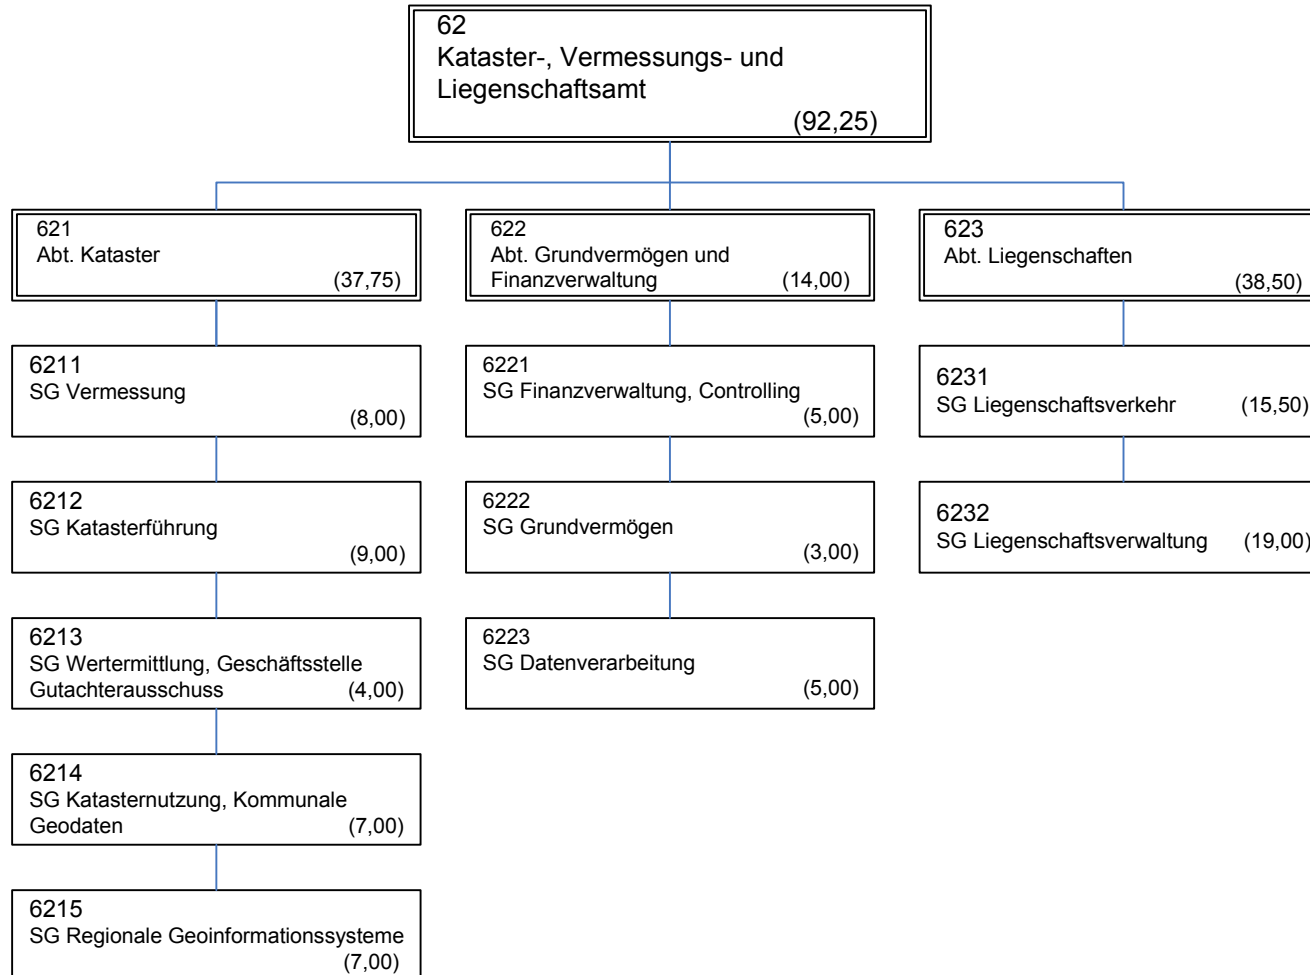 62
Kataster-, Vermessungs- und
Liegenschaftsamt
(92,25)
621
Abt. Kataster
(37,75)
622
Abt. Grundvermögen und
Finanzverwaltung (14,00)
623
Abt. Liegenschaften
(38,50)
6211
SG Vermessung
(8,00)
6212
SG Katasterführung
(9,00)
6213
SG Wertermittlung, Geschäftsstelle
Gutachterausschuss (4,00)
6214
SG Katasternutzung, Kommunale
Geodaten (7,00)
6215
SG Regionale Geoinformationssysteme
(7,00)
6221
SG Finanzverwaltung, Controlling
(5,00)
6222
SG Grundvermögen
(3,00)
6223
SG Datenverarbeitung
(5,00)
6231
SG Liegenschaftsverkehr (15,50)
6232
SG Liegenschaftsverwaltung (19,00)